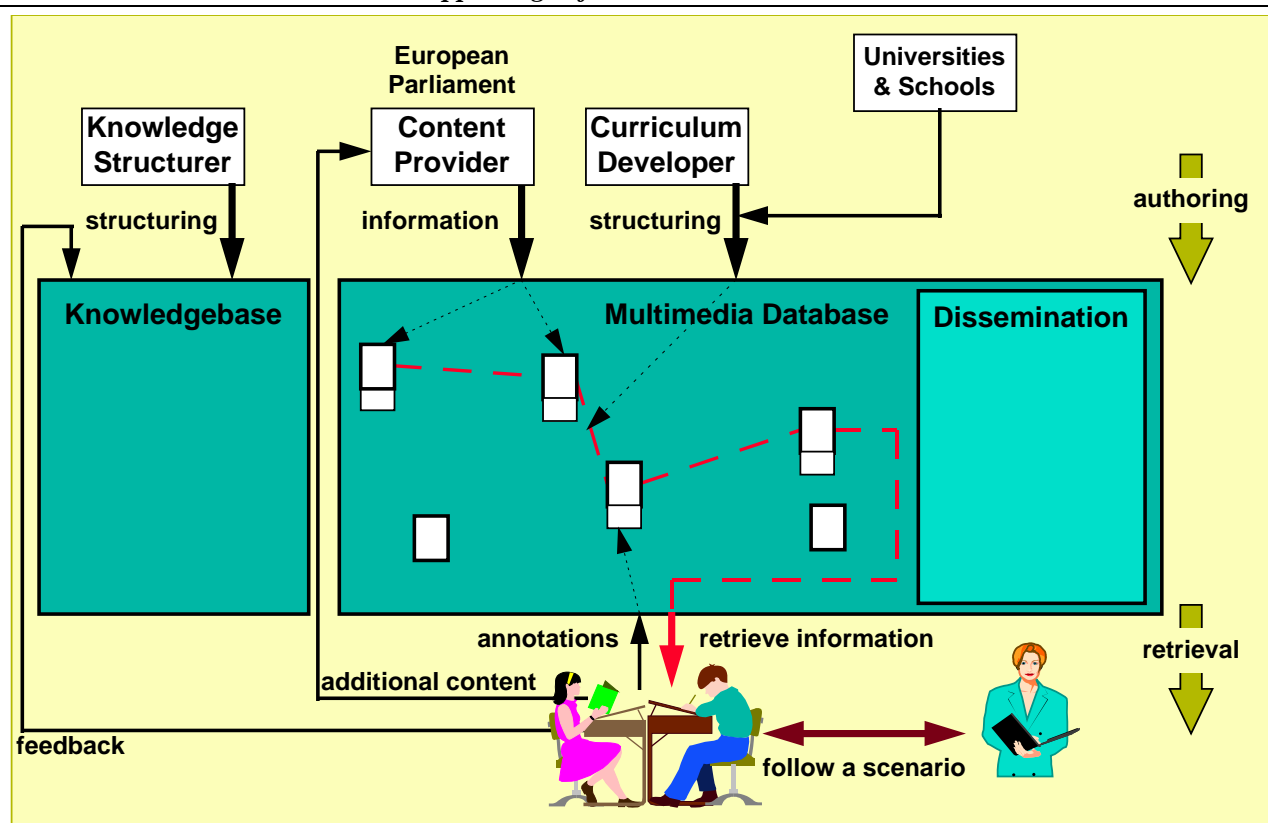 European
Parliament
Universities
& Schools
Knowledge
Structurer
Content
Provider
Curriculum
Developer
structuring
information
structuring
authoring
Knowledgebase
Multimedia Database
Dissemination
annotations
retrieve information
retrieval
additional content
feedback
follow a scenario